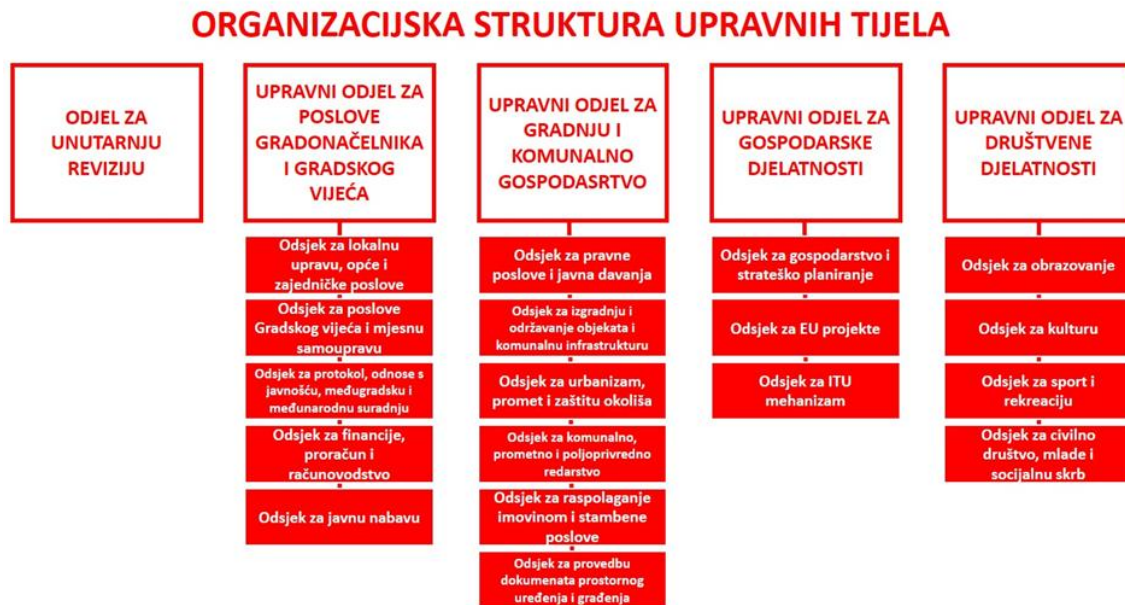 ORGANIZACIJSKA STRUKTURA UPRAVNIH TIJELA
ODJEL ZA
UNUTARNJU
REVIZIJU
UPRAVNI ODJEL ZA
POSLOVE
GRADONAČELNIKA
I GRADSKOG
VIJEĆA
Odsjek za lokalnu
upravu, opće i
zajedničke poslove
Odsjek za poslove
Gradskog vijeća i mjesnu
samoupravu
Odsjek za protokol, odnose s
javnošću, međugradsku i
međunarodnu suradnju
Odsjek za financije,
proračun i
računovodstvo
Odsjek za javnu nabavu
UPRAVNI ODJEL ZA
GRADNJU I
KOMUNALNO
GOSPODASRTVO
Odsjek za pravne
poslove i javna davanja
Odsjek za izgradnju i
održavanje objekata i
komunalnu infrastrukturu
Odsjek za urbanizam,
promet i zaštitu okoliša
Odsjek za komunalno,
prometno i poljoprivredno
redarstvo
Odsjek za raspolaganje
imovinom i stambene
poslove
Odsjek za provedbu
dokumenata prostornog
uređenja i građenja
UPRAVNI ODJEL ZA
GOSPODARSKE
DJELATNOSTI
Odsjek za gospodarstvo i
strateško planiranje
Odsjek za EU projekte
Odsjek za ITU
mehanizam
UPRAVNI ODJEL ZA
DRUŠTVENE
DJELATNOSTI
Odsjek za obrazovanje
Odsjek za kulturu
Odsjek za sport i
rekreaciju
Odsjek za civilno
društvo, mlade i
socijalnu skrb